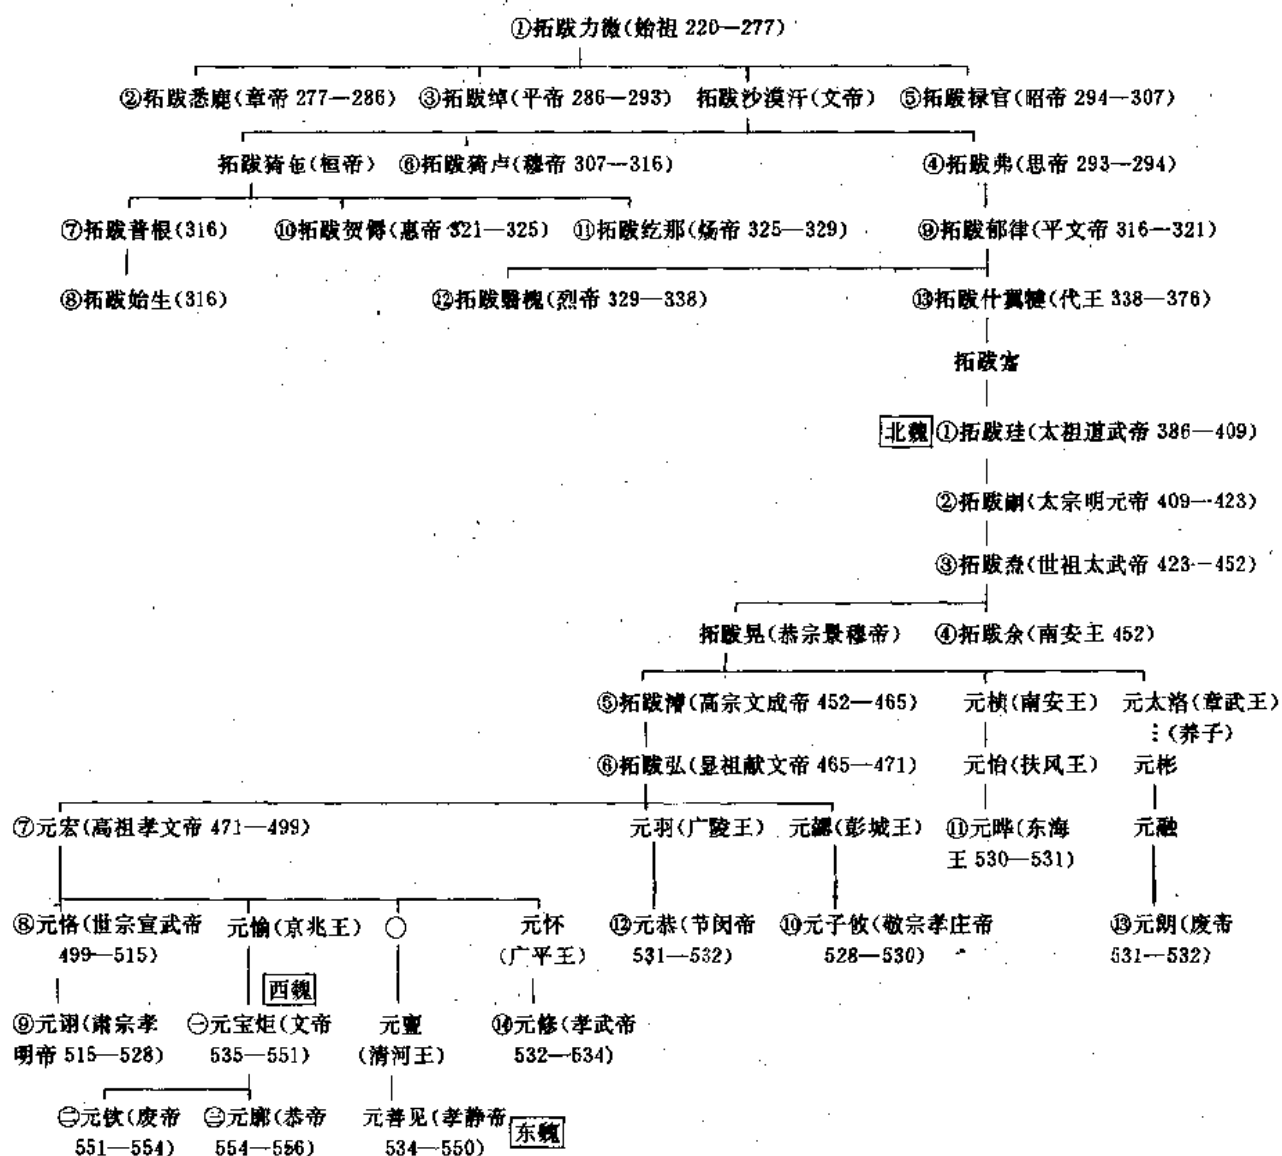 ①拓跋力微(始祖 220—277)
②拓跋悉鹿(章帝 277—286) ③拓跋绰(平帝 286—293) 拓跋沙漠汗(文帝) ⑤拓跋禄官(昭帝 294—307)
拓跋猗㐌(桓帝) ⑥拓跋猗卢(穆帝 307—316) ④拓跋弗(思帝 293—294)
⑦拓跋普根(316) ⑩拓跋贺傉(惠帝 321—325) ⑪拓跋纥那(炀帝 325—329) ⑨拓跋郁律(平文帝 316—321)
⑧拓跋始生(316) ⑫拓跋翳槐(烈帝 329—338) ⑬拓跋什翼犍(代王 338—376)
拓跋寔
北魏 ①拓跋珪(太祖道武帝 386—409)
②拓跋嗣(太宗明元帝 409—423)
③拓跋焘(世祖太武帝 423—452)
拓跋晃(恭宗景穆帝) ④拓跋余(南安王 452)
⑤拓跋濬(高宗文成帝 452—465) 元桢(南安王) 元太洛(章武王)
(养子)
⑥拓跋弘(显祖献文帝 465—471) 元怡(扶风王) 元彬
⑦元宏(高祖孝文帝 471—499) 元羽(广陵王) 元勰(彭城王) ⑪元晔(东海 元融
王 530—531)
⑧元恪(世宗宣武帝 元愉(京兆王) ○ 元怀 ⑫元恭(节闵帝 ⑩元子攸(敬宗孝庄帝 ⑬元朗(废帝
499—515) (广平王) 531—532) 528—530) 531—532)
西魏
⑨元诩(肃宗孝 ㊀元宝炬(文帝 元亶 ⑭元修(孝武帝
明帝 515—528) 535—551) (清河王) 532—534)
㊁元钦(废帝 ㊂元廓(恭帝 元善见(孝静帝
551—554) 554—556) 534—550) 东魏